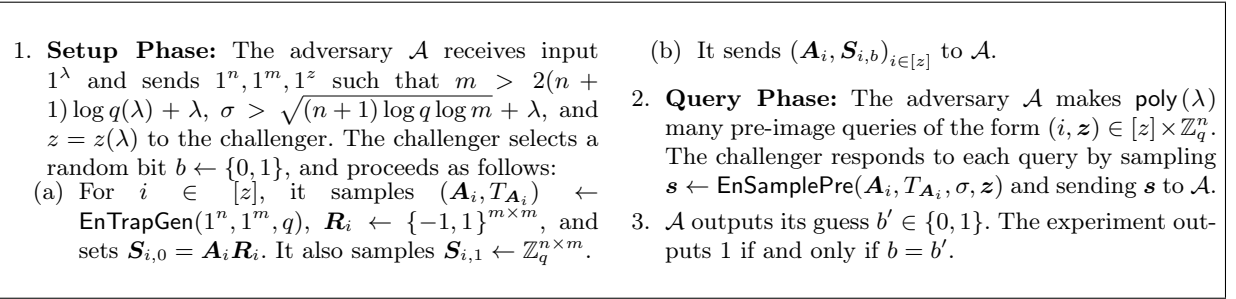 1. Setup Phase: The adversary 𝒜 receives input
1^λ and sends 1^n, 1^m, 1^z such that m > 2(n +
1) log q(λ) + λ, σ > √((n + 1) log q log m) + λ, and
z = z(λ) to the challenger. The challenger selects a
random bit b ← {0, 1}, and proceeds as follows:
(a) For i ∈ [z], it samples (𝑨_i, T_{𝑨_i}) ←
EnTrapGen(1^n, 1^m, q), 𝑹_i ← {−1, 1}^{m×m}, and
sets 𝑺_{i,0} = 𝑨_i𝑹_i. It also samples 𝑺_{i,1} ← ℤ_q^{n×m}.
(b) It sends (𝑨_i, 𝑺_{i,b})_{i∈[z]} to 𝒜.
2. Query Phase: The adversary 𝒜 makes poly(λ)
many pre-image queries of the form (i, 𝒛) ∈ [z] × ℤ_q^n.
The challenger responds to each query by sampling
𝒔 ← EnSamplePre(𝑨_i, T_{𝑨_i}, σ, 𝒛) and sending 𝒔 to 𝒜.
3. 𝒜 outputs its guess b′ ∈ {0, 1}. The experiment out-
puts 1 if and only if b = b′.